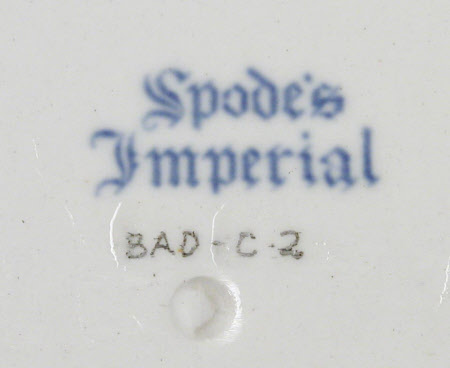 Spode's
Imperial
BAD-C-2